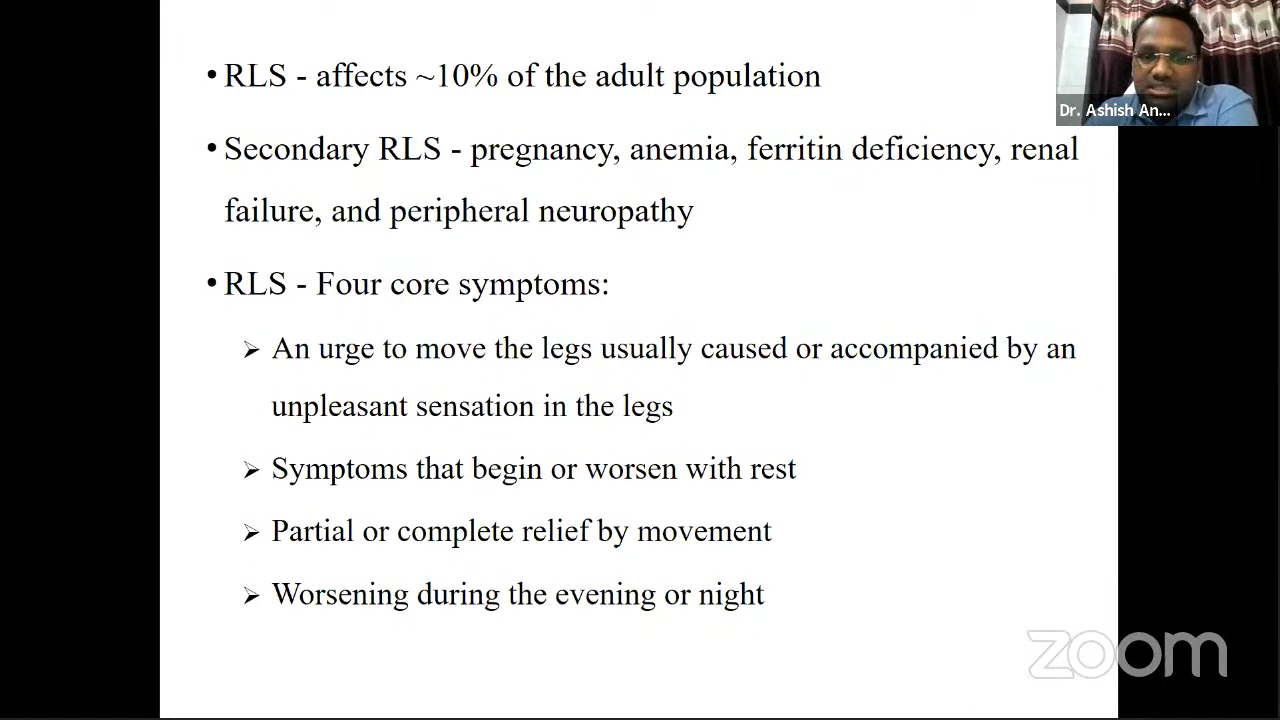 • RLS - affects ~10% of the adult population
Dr. Ashish An...
• Secondary RLS - pregnancy, anemia, ferritin deficiency, renal
failure, and peripheral neuropathy
• RLS - Four core symptoms:
➢ An urge to move the legs usually caused or accompanied by an
unpleasant sensation in the legs
➢ Symptoms that begin or worsen with rest
➢ Partial or complete relief by movement
➢ Worsening during the evening or night
zoom